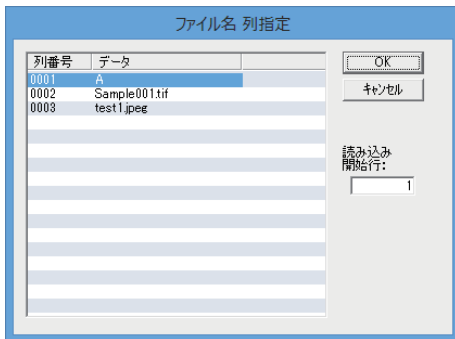 ファイル名 列指定
列番号 データ
0001 A
0002 Sample001.tif
0003 test1.jpeg
OK
キャンセル
読み込み
開始行:
1